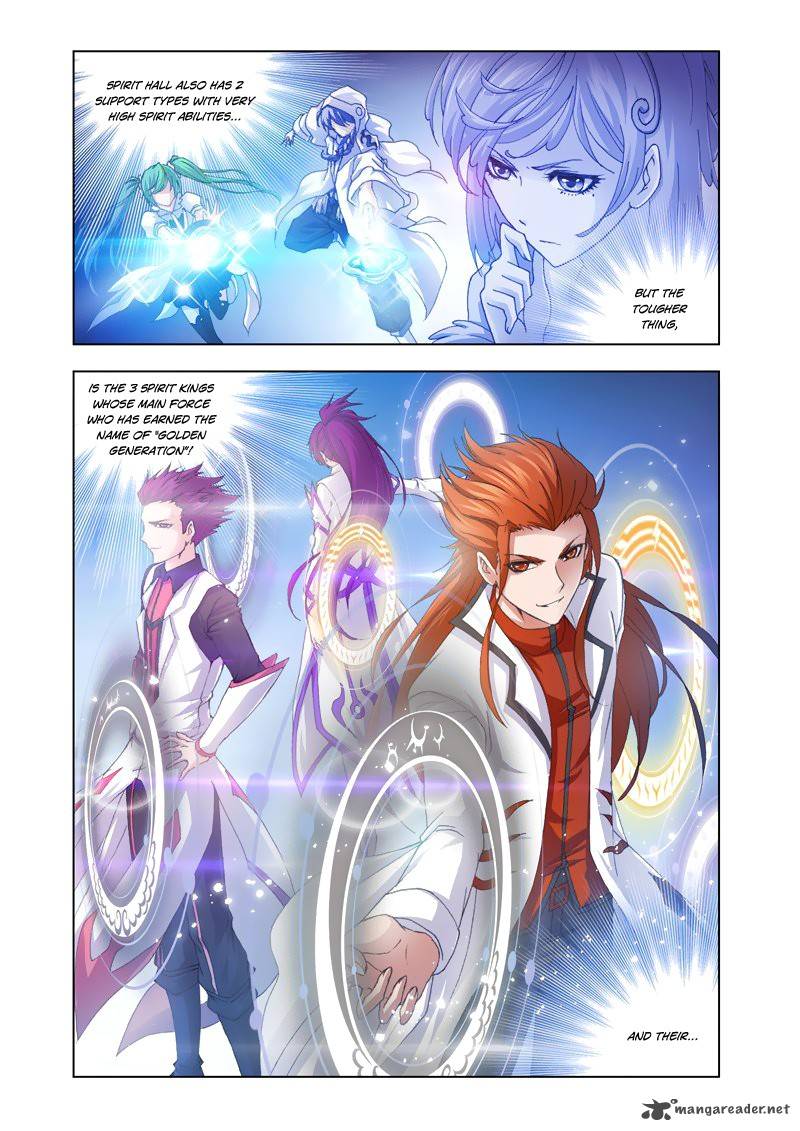 SPIRIT HALL ALSO HAS 2
SUPPORT TYPES WITH VERY
HIGH SPIRIT ABILITIES...
BUT THE
TOUGHER
THING,
IS THE 3 SPIRIT KINGS
WHOSE MAIN FORCE
WHO HAS EARNED THE
NAME OF "GOLDEN
GENERATION"!
AND THEIR...
mangareader.net